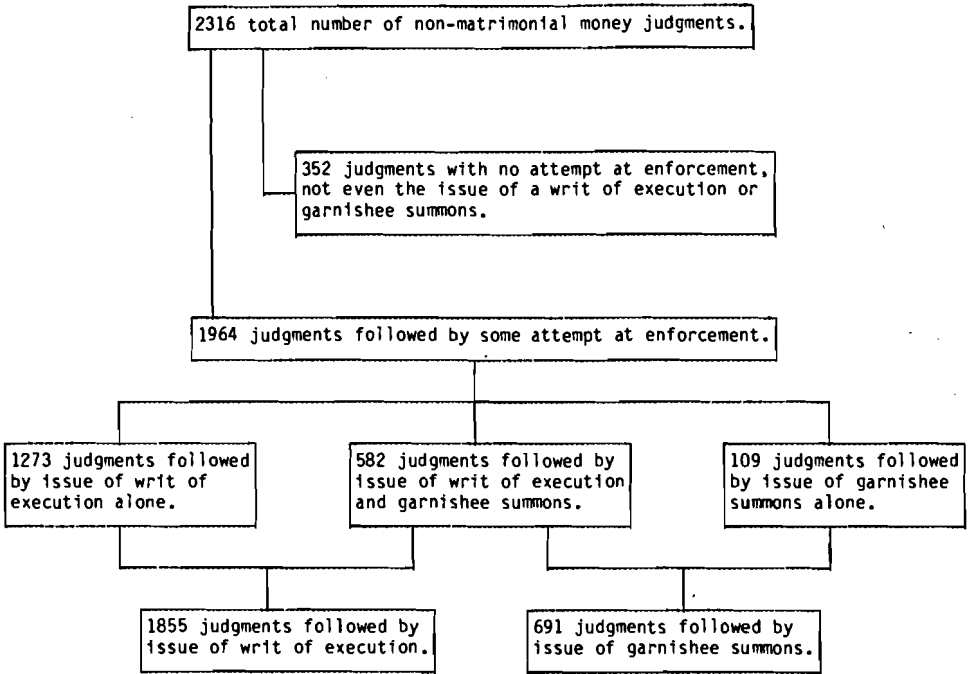 2316 total number of non-matrimonial money judgments.
352 judgments with no attempt at enforcement,
not even the issue of a writ of execution or
garnishee summons.
1964 judgments followed by some attempt at enforcement.
1273 judgments followed
by issue of writ of
execution alone.
582 judgments followed by
issue of writ of execution
and garnishee summons.
109 judgments followed
by issue of garnishee
summons alone.
1855 judgments followed by
issue of writ of execution.
691 judgments followed by
issue of garnishee summons.